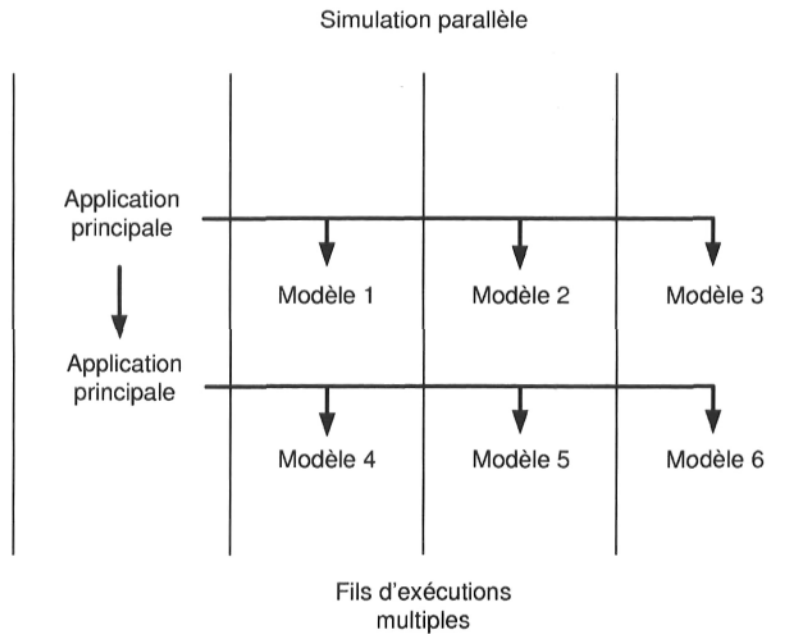 Simulation parallèle
Application
principale
Modèle 1
Modèle 2
Modèle 3
Application
principale
Modèle 4
Modèle 5
Modèle 6
Fils d'exécutions
multiples